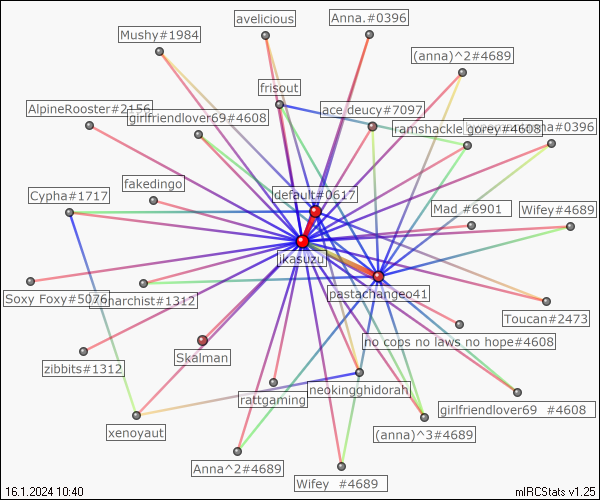 avelicious
Anna.#0396
Mushy#1984
(anna)^2#4689
frisout
AlpineRooster#2156
girlfriendlover69#4608
ace deucy#7097
ramshackle gorey#4608
#0396
fakedingo
default#0617
Cypha#1717
Mad #6901
Wifey#4689
jkasuzu
pastachangeo41
Soxy Foxy#5076
narchist#1312
Toucan#2473
no cops no laws no hope#4608
Skalman
zibbits#1312
neokingghidorah
rattgaming
girlfriendlover69 #4608
xenoyaut
(anna)^3#4689
Anna^2#4689
Wifey #4689
16.1.2024 10:40
mIRCStats v1.25